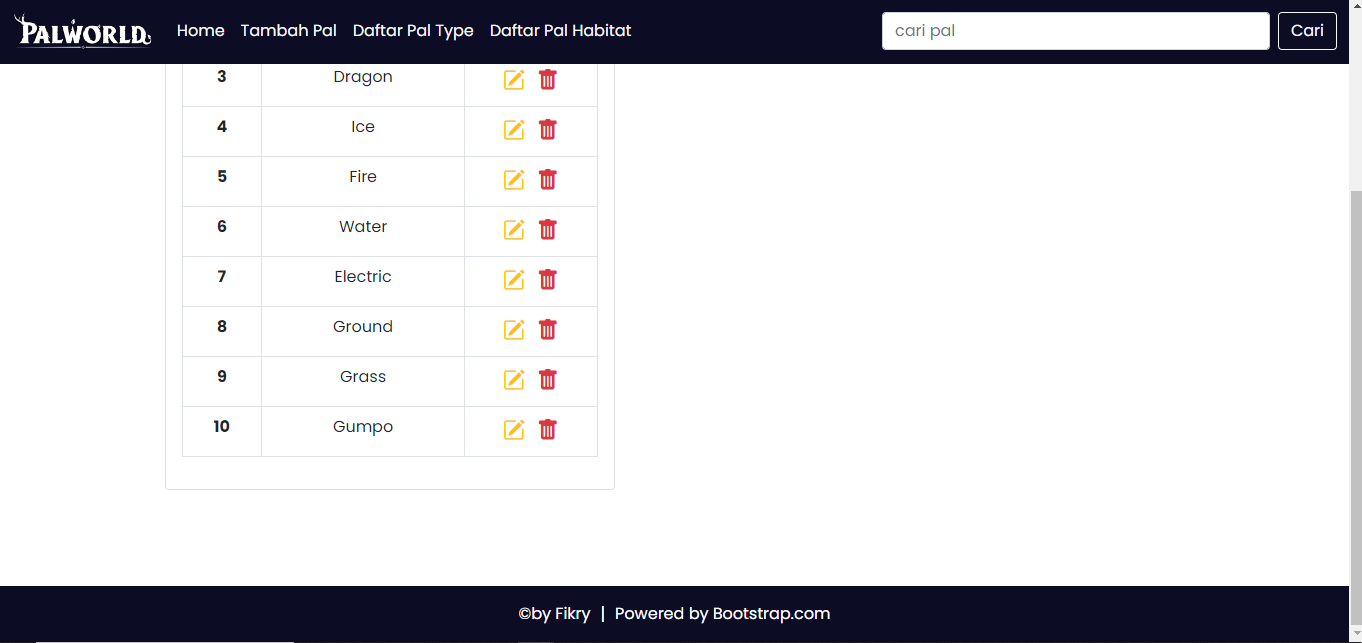 PALWORLD Home Tambah Pal Daftar Pal Type Daftar Pal Habitat cari pal Cari
3 Dragon
4 Ice
5 Fire
6 Water
7 Electric
8 Ground
9 Grass
10 Gumpo
©by Fikry | Powered by Bootstrap.com